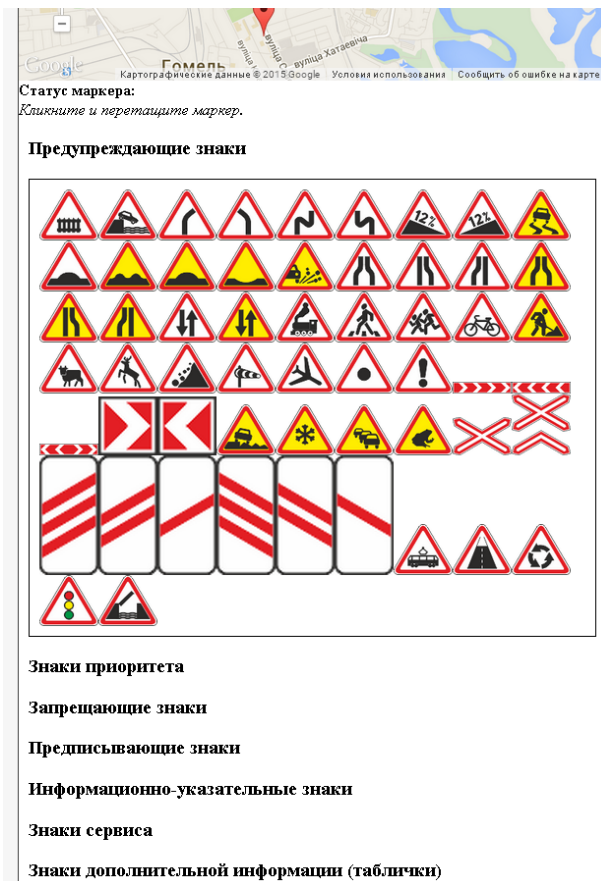 вуліца Хатаевіча
Google
Гомель
Картографические данные © 2015 Google Условия использования Сообщить об ошибке на карте
Статус маркера:
Кликните и перетащите маркер.
Предупреждающие знаки
12% 12%
Знаки приоритета
Запрещающие знаки
Предписывающие знаки
Информационно-указательные знаки
Знаки сервиса
Знаки дополнительной информации (таблички)